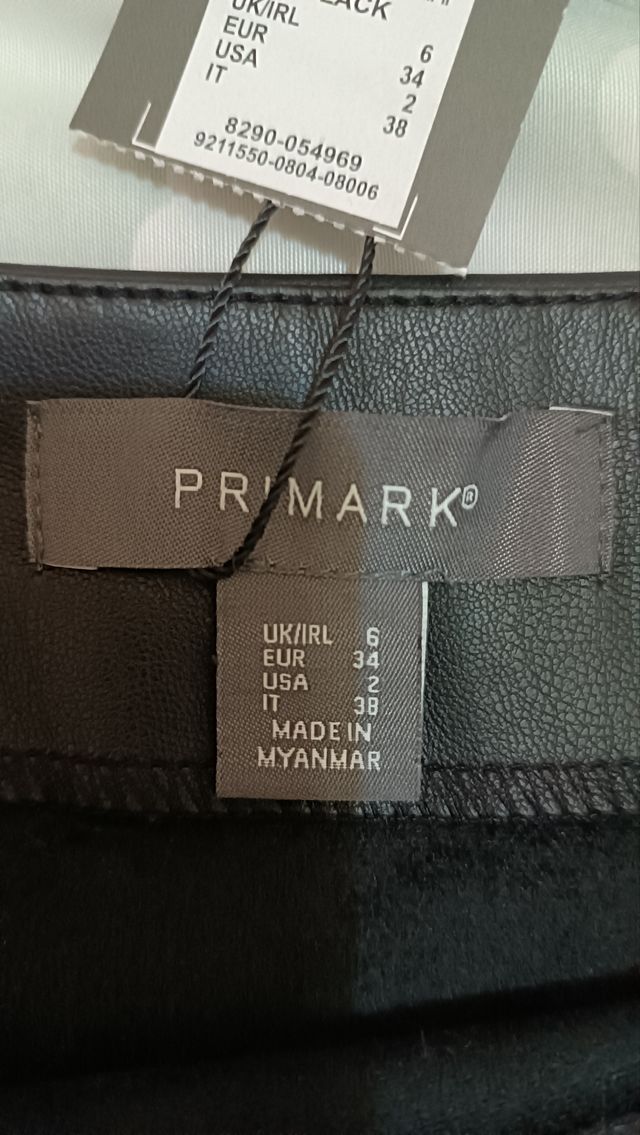 UK/IRL 6
EUR 34
USA 2
IT 38
8290-054969
9211550-0804-08006
PRIMARK®
UK/IRL 6
EUR 34
USA 2
IT 38
MADE IN
MYANMAR